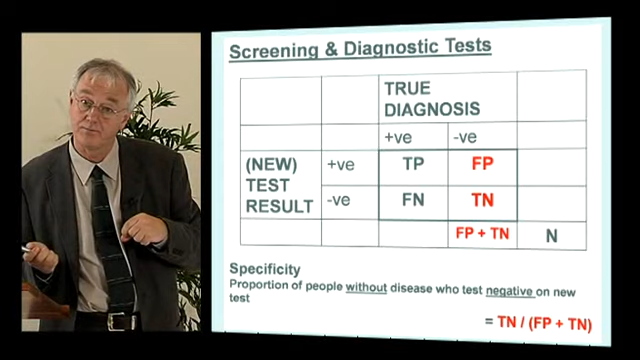 Screening & Diagnostic Tests
TRUE
DIAGNOSIS
+ve -ve
(NEW) +ve TP FP
TEST
RESULT -ve FN TN
FP + TN N
Specificity
Proportion of people without disease who test negative on new
test
= TN / (FP + TN)